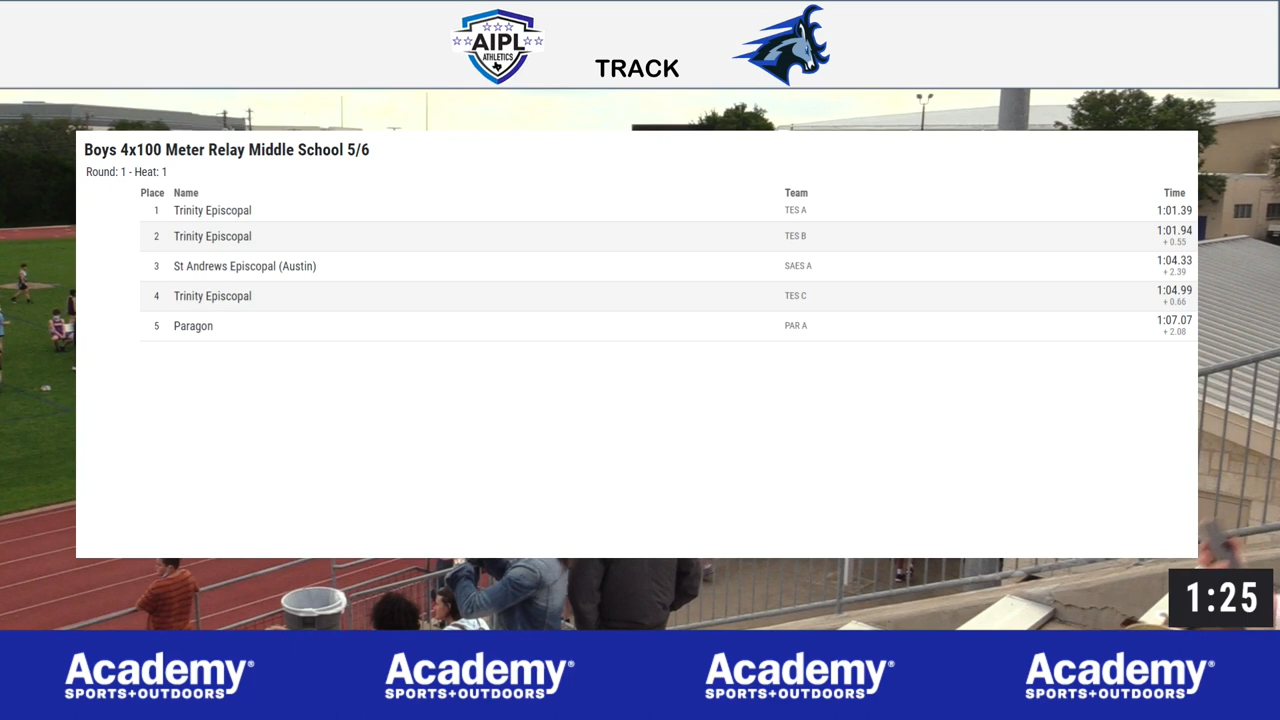 AIPL
ATHLETICS
TRACK
Boys 4x100 Meter Relay Middle School 5/6
Round: 1 - Heat: 1
Place Name Team Time
1 Trinity Episcopal TES A 1:01.39
2 Trinity Episcopal TES B 1:01.94
+ 0.55
3 St Andrews Episcopal (Austin) SAES A 1:04.33
+ 2.39
4 Trinity Episcopal TES C 1:04.99
+ 0.66
5 Paragon PAR A 1:07.07
+ 2.08
1:25
Academy® Academy® Academy® Academy®
SPORTS+OUTDOORS SPORTS+OUTDOORS SPORTS+OUTDOORS SPORTS+OUTDOORS